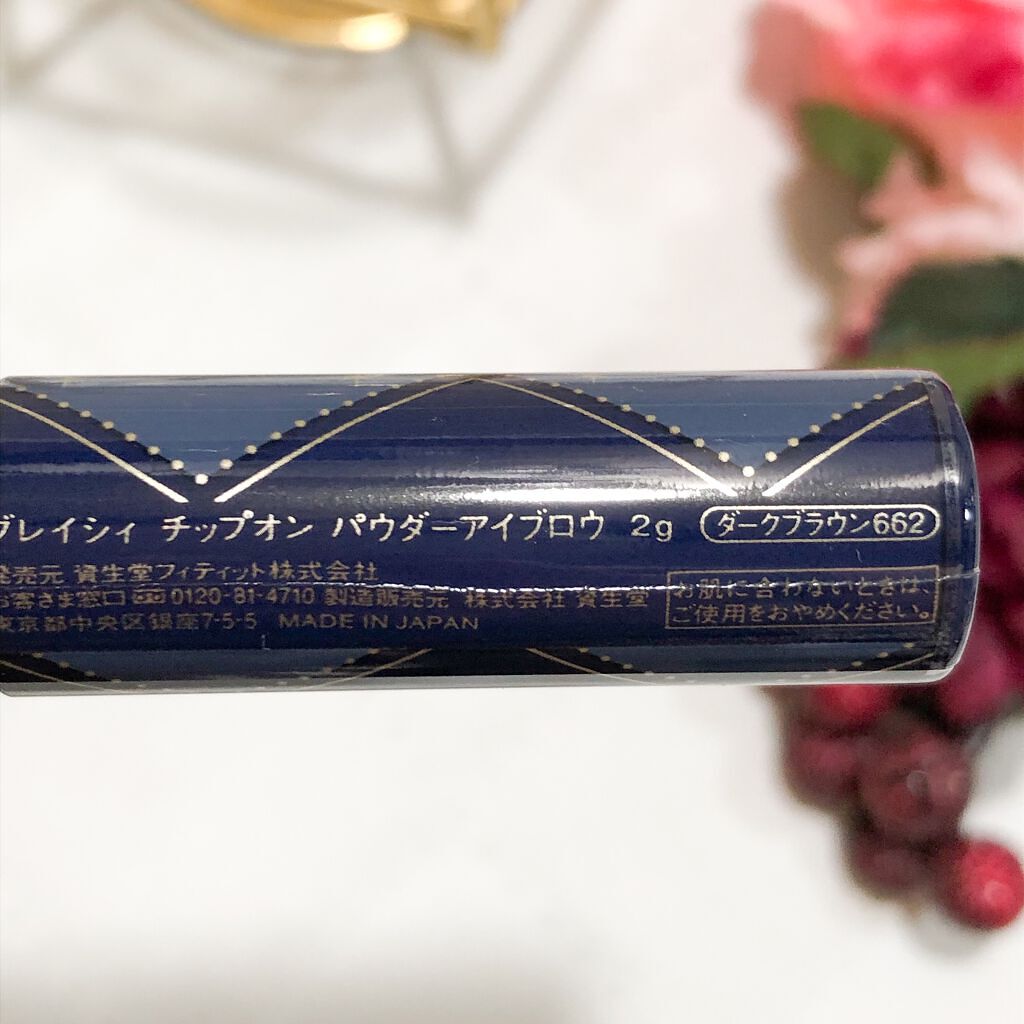 ブレイシィ チップオン パウダーアイブロウ 2g ダークブラウン662
発売元 資生堂フィティット株式会社
お客さま窓口 0120-81-4710 製造販売元 株式会社 資生堂
東京都中央区銀座7-5-5 MADE IN JAPAN
お肌に合わないときは、
ご使用をおやめください。